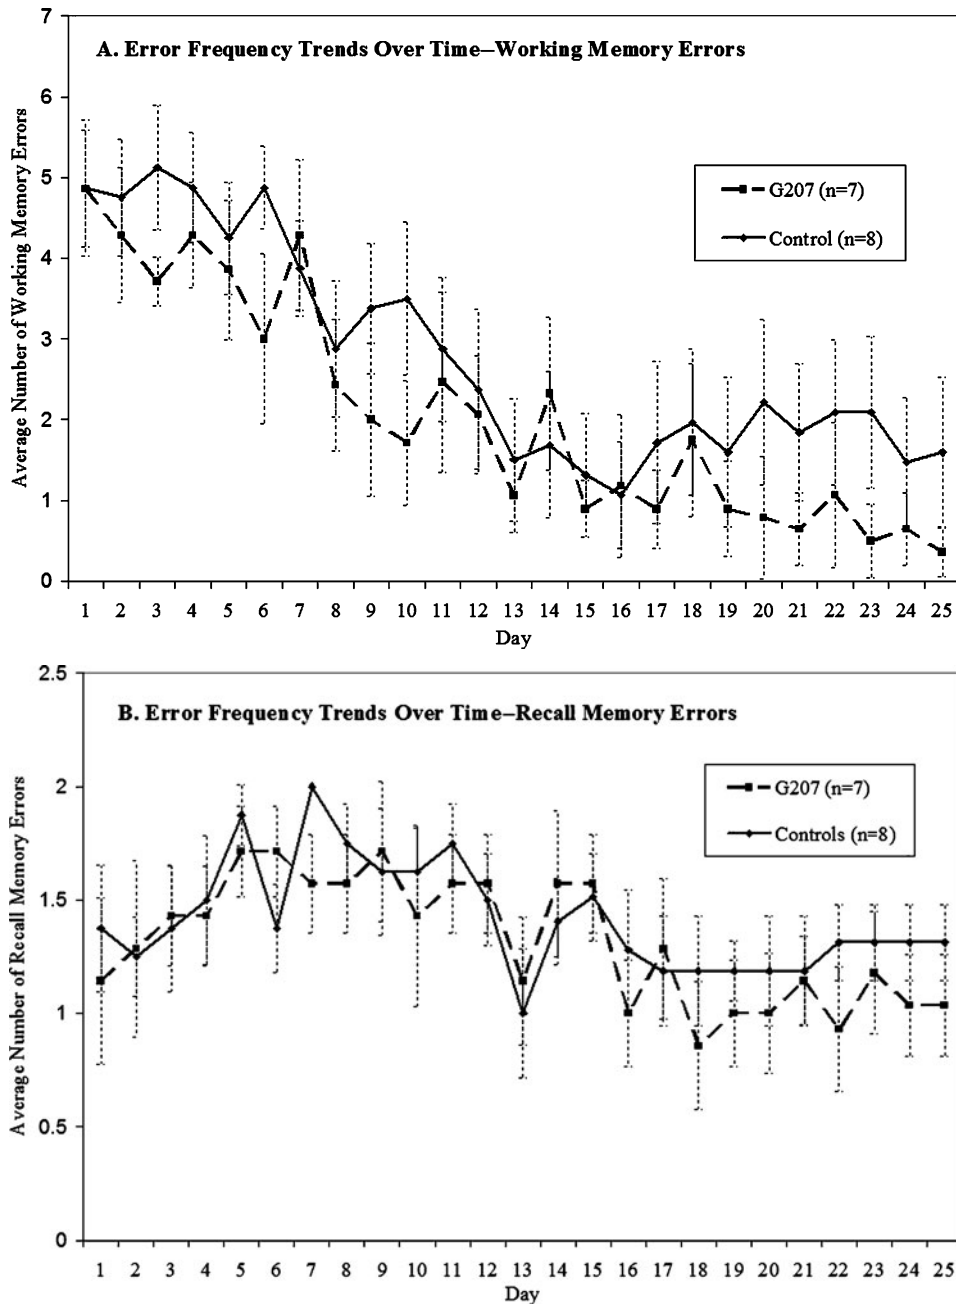 7
A. Error Frequency Trends Over Time–Working Memory Errors
6
5
4
3
2
1
0
Average Number of Working Memory Errors
G207 (n=7)
Control (n=8)
1 2 3 4 5 6 7 8 9 10 11 12 13 14 15 16 17 18 19 20 21 22 23 24 25
Day
2.5
B. Error Frequency Trends Over Time–Recall Memory Errors
2
1.5
1
0.5
0
Average Number of Recall Memory Errors
G207 (n=7)
Controls (n=8)
1 2 3 4 5 6 7 8 9 10 11 12 13 14 15 16 17 18 19 20 21 22 23 24 25
Day